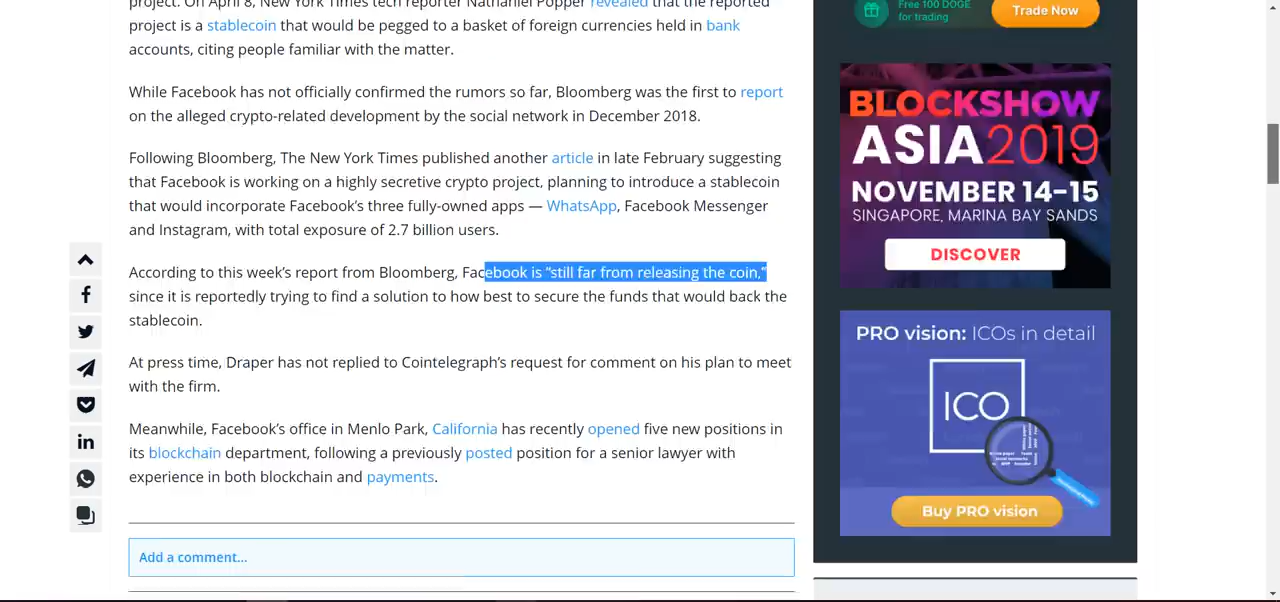 project. On April 8, New York Times tech reporter Nathaniel Popper revealed that the reported
project is a stablecoin that would be pegged to a basket of foreign currencies held in bank
accounts, citing people familiar with the matter.
While Facebook has not officially confirmed the rumors so far, Bloomberg was the first to report
on the alleged crypto-related development by the social network in December 2018.
Following Bloomberg, The New York Times published another article in late February suggesting
that Facebook is working on a highly secretive crypto project, planning to introduce a stablecoin
that would incorporate Facebook's three fully-owned apps — WhatsApp, Facebook Messenger
and Instagram, with total exposure of 2.7 billion users.
According to this week's report from Bloomberg, Facebook is “still far from releasing the coin,”
since it is reportedly trying to find a solution to how best to secure the funds that would back the
stablecoin.
At press time, Draper has not replied to Cointelegraph's request for comment on his plan to meet
with the firm.
Meanwhile, Facebook's office in Menlo Park, California has recently opened five new positions in
its blockchain department, following a previously posted position for a senior lawyer with
experience in both blockchain and payments.
Add a comment...
Free 100 DOGE
for trading
Trade Now
BLOCKSHOW
ASIA2019
NOVEMBER 14-15
SINGAPORE, MARINA BAY SANDS
DISCOVER
PRO vision: ICOs in detail
ICO
Buy PRO vision